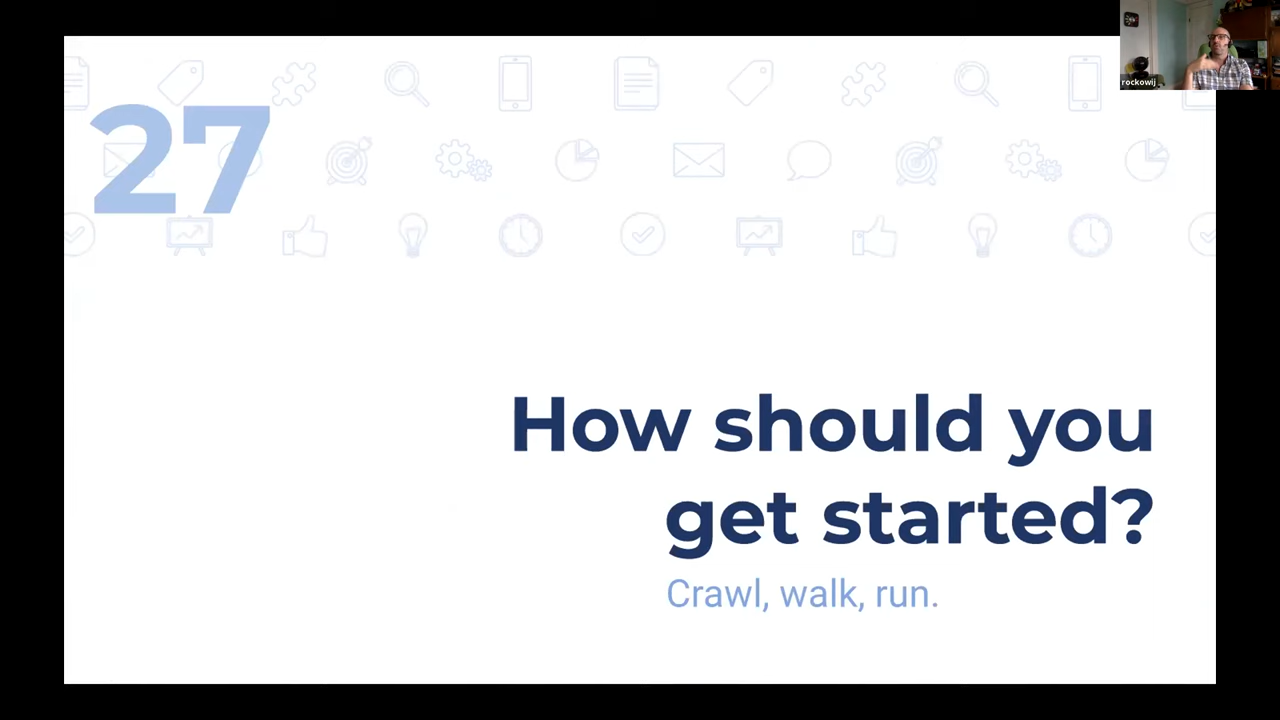 rockowij
27
How should you
get started?
Crawl, walk, run.